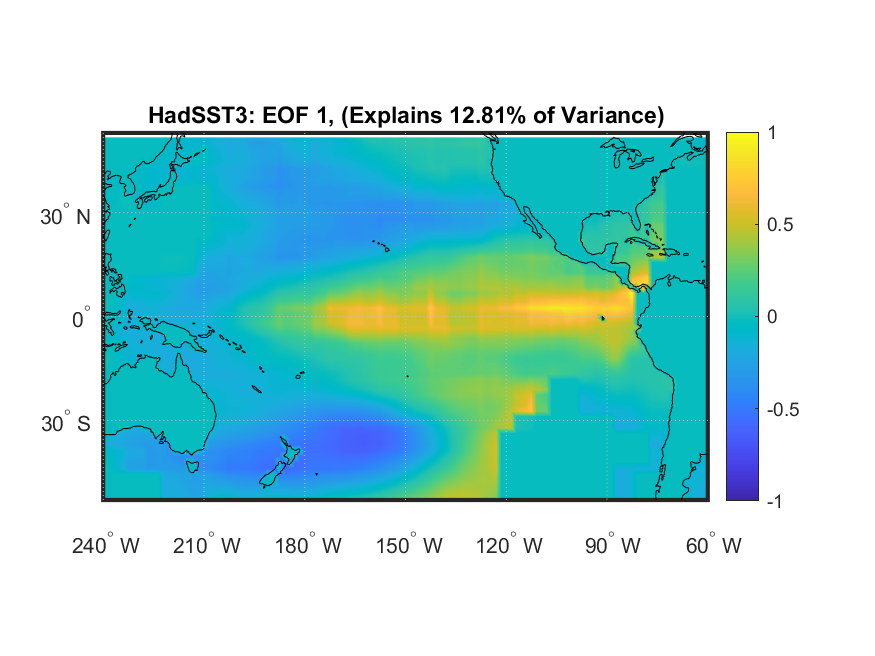 HadSST3: EOF 1, (Explains 12.81% of Variance)
1
0.5
0
-0.5
-1
30° N
0°
30° S
240° W 210° W 180° W 150° W 120° W 90° W 60° W